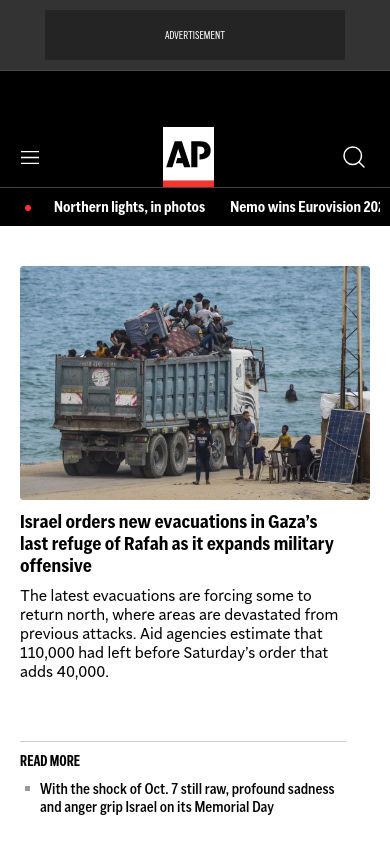 ADVERTISEMENT
AP
Northern lights, in photos Nemo wins Eurovision 202
Israel orders new evacuations in Gaza’s
last refuge of Rafah as it expands military
offensive
The latest evacuations are forcing some to
return north, where areas are devastated from
previous attacks. Aid agencies estimate that
110,000 had left before Saturday’s order that
adds 40,000.
READ MORE
With the shock of Oct. 7 still raw, profound sadness
and anger grip Israel on its Memorial Day